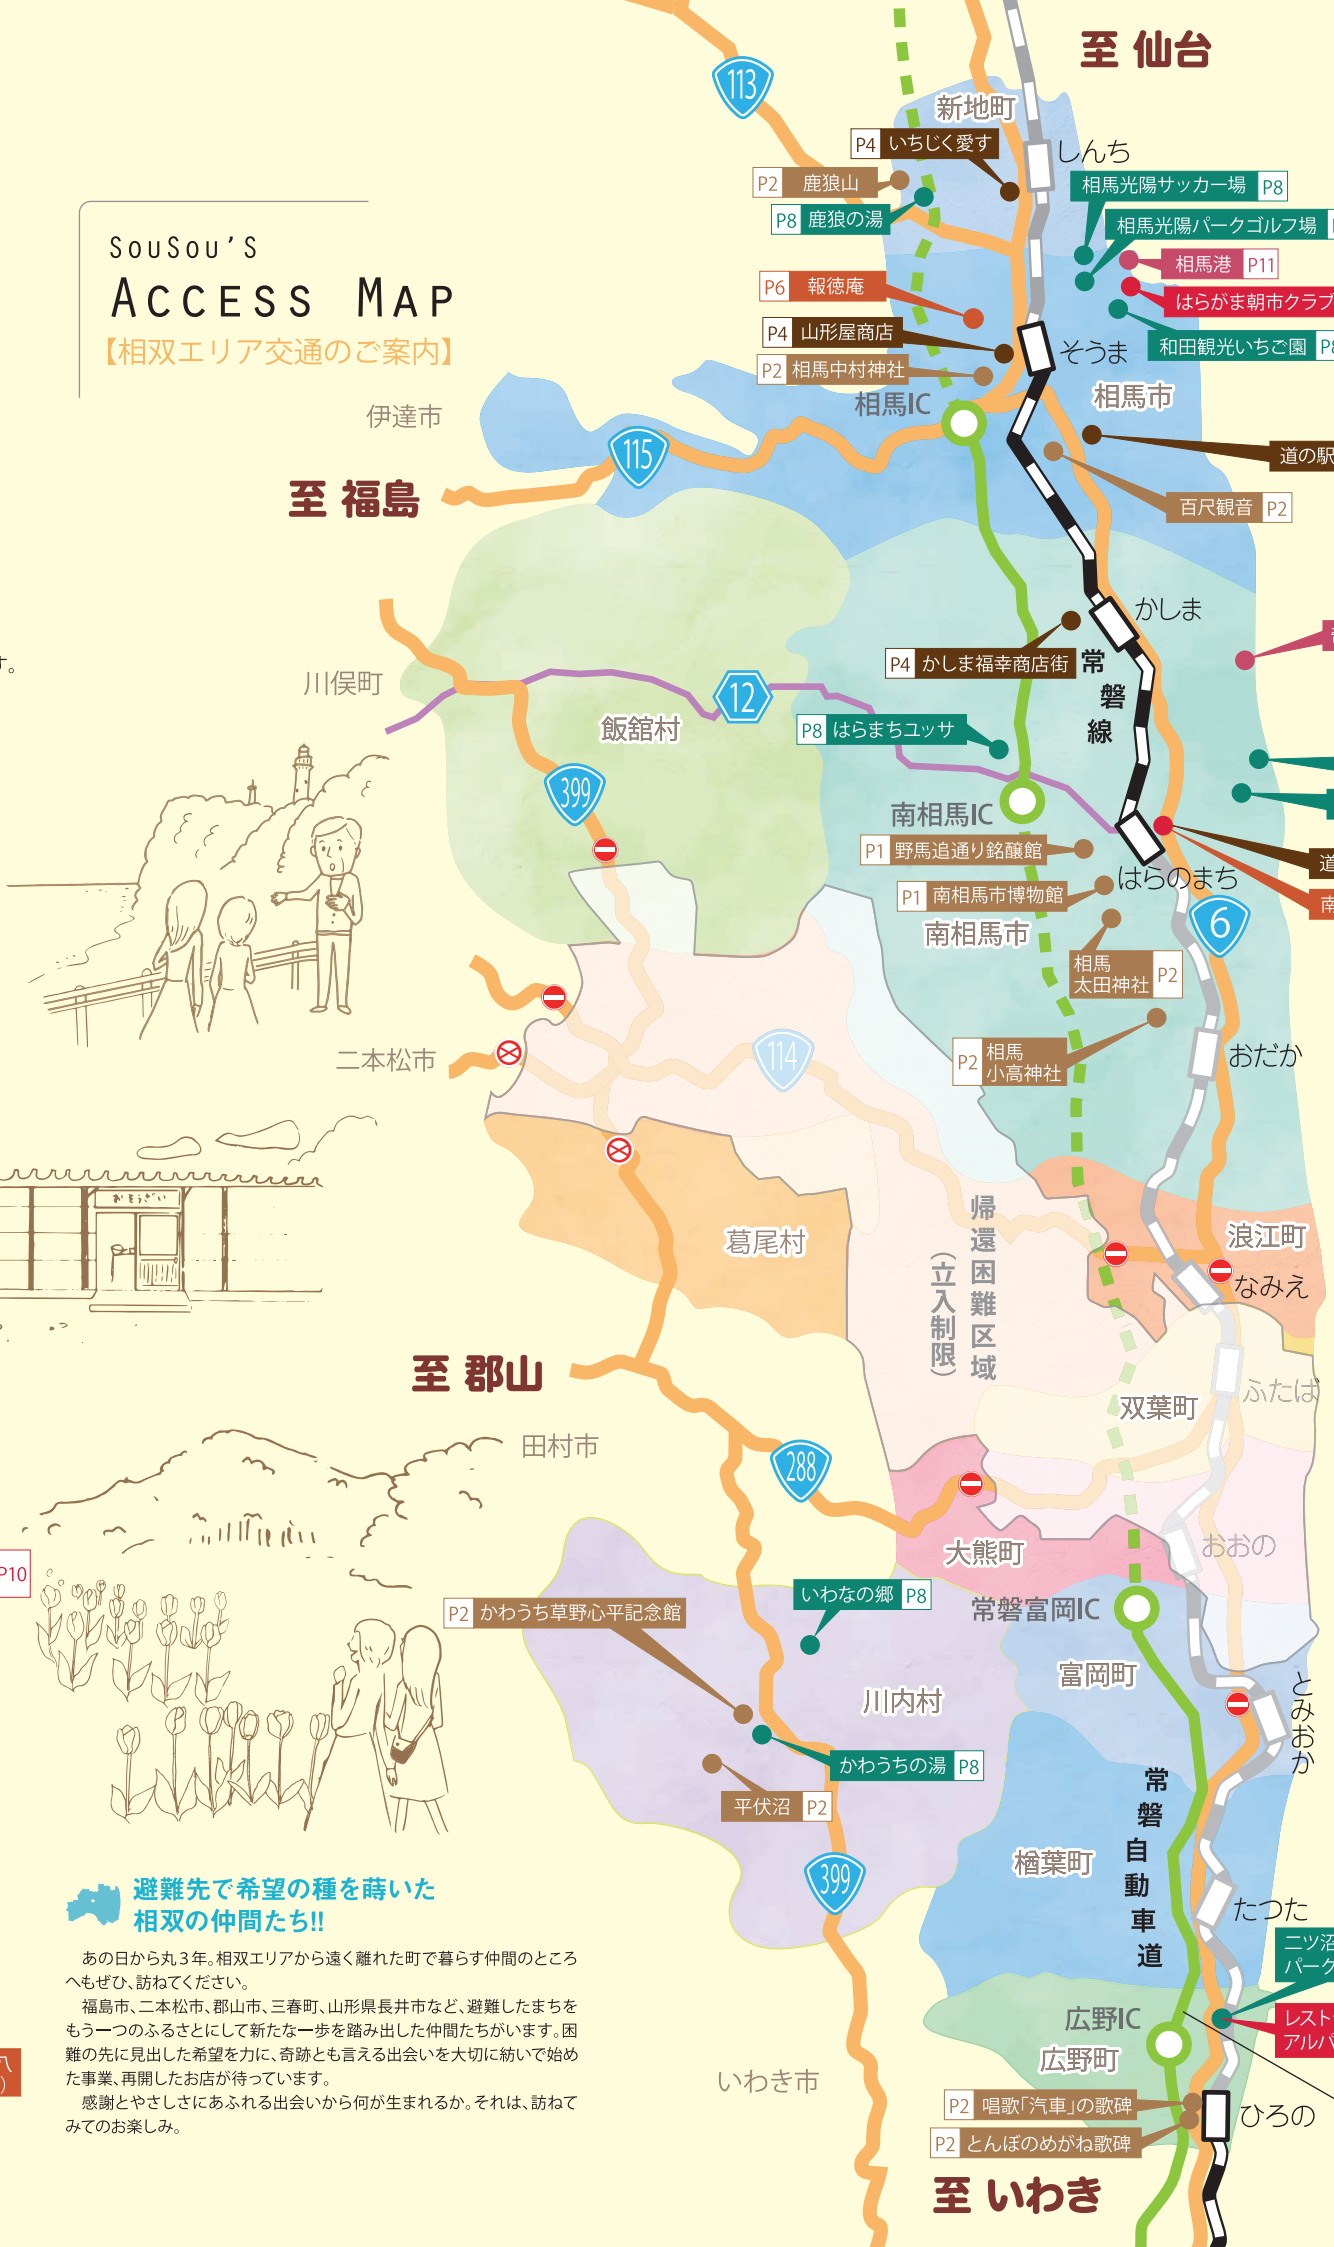 SOUSOU'S
ACCESS MAP
【相双エリア交通のご案内】
至 仙台
113
新地町
しんち
P4 いちじく愛す
P2 鹿狼山
P8 鹿狼の湯
相馬光陽サッカー場 P8
相馬光陽パークゴルフ場
相馬港 P11
はらがま朝市クラブ
和田観光いちご園 P8
P6 報徳庵
P4 山形屋商店
P2 相馬中村神社
そうま
相馬市
相馬IC
伊達市
115
至 福島
道の駅
百尺観音 P2
かしま
す。
川俣町
P4 かしま福幸商店街
常磐線
12
飯舘村
P8 はらまちユッサ
399
南相馬IC
P1 野馬追通り銘醸館
はらのまち
道
南
P1 南相馬市博物館
南相馬市
6
相馬
太田神社 P2
P2 相馬
小高神社
おだか
114
二本松市
おそうざい
帰還困難区域
(立入制限)
葛尾村
浪江町
なみえ
至 郡山
双葉町
ふたば
田村市
288
大熊町
おおの
P10
いわなの郷 P8
P2 かわうち草野心平記念館
常磐富岡IC
富岡町
川内村
とみおか
かわうちの湯 P8
平伏沼 P2
常磐自動車道
楢葉町
399
たつた
避難先で希望の種を蒔いた
相双の仲間たち!!
あの日から丸3年。相双エリアから遠く離れた町で暮らす仲間のところ
へもぜひ、訪ねてください。
福島市、二本松市、郡山市、三春町、山形県長井市など、避難したまちを
もう一つのふるさとにして新たな一歩を踏み出した仲間たちがいます。困
難の先に見出した希望を力に、奇跡とも言える出会いを大切に紡いで始め
た事業、再開したお店が待っています。
感謝とやさしさにあふれる出会いから何が生まれるか。それは、訪ねて
みてのお楽しみ。
二ツ沼
パーク
レスト
アルパ
八
)
広野IC
広野町
いわき市
P2 唱歌「汽車」の歌碑
P2 とんぼのめがね歌碑
ひろの
至 いわき